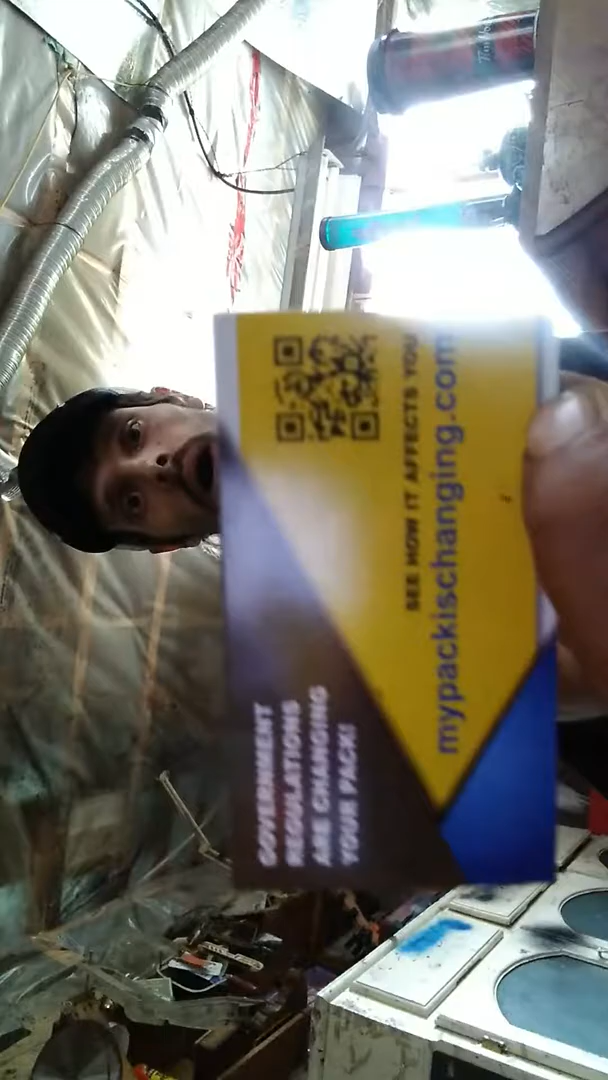 GOVERNMENT
REGULATIONS
ARE CHANGING
YOUR PACK!
SEE HOW IT AFFECTS YOU
mypackischanging.com